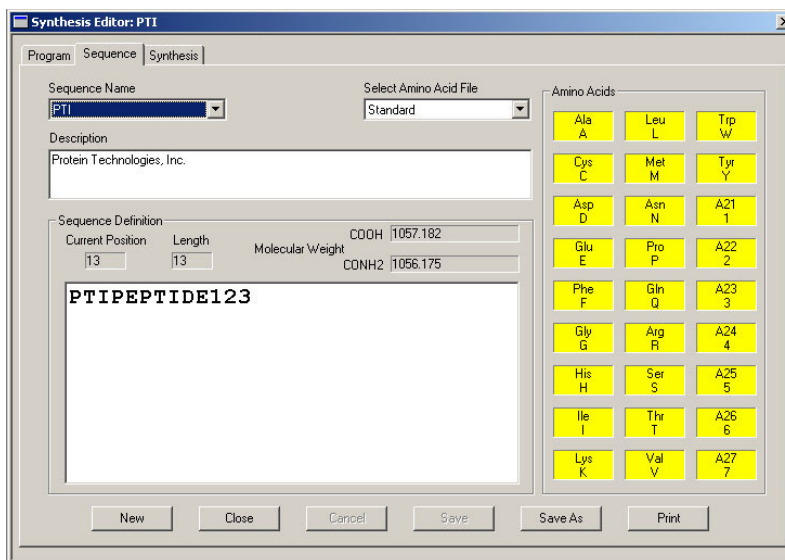 Synthesis Editor: PTI
Program Sequence Synthesis
Sequence Name
PTI
Select Amino Acid File
Standard
Description
Protein Technologies, Inc.
Sequence Definition
Current Position
13
Length
13
Molecular Weight
COOH 1057.182
CONH2 1056.175
PTIPEPTIDE123
Amino Acids
Ala
A
Leu
L
Trp
W
Cys
C
Met
M
Tyr
Y
Asp
D
Asn
N
A21
1
Glu
E
Pro
P
A22
2
Phe
F
Gln
Q
A23
3
Gly
G
Arg
R
A24
4
His
H
Ser
S
A25
5
Ile
I
Thr
T
A26
6
Lys
K
Val
V
A27
7
New Close Cancel Save Save As Print